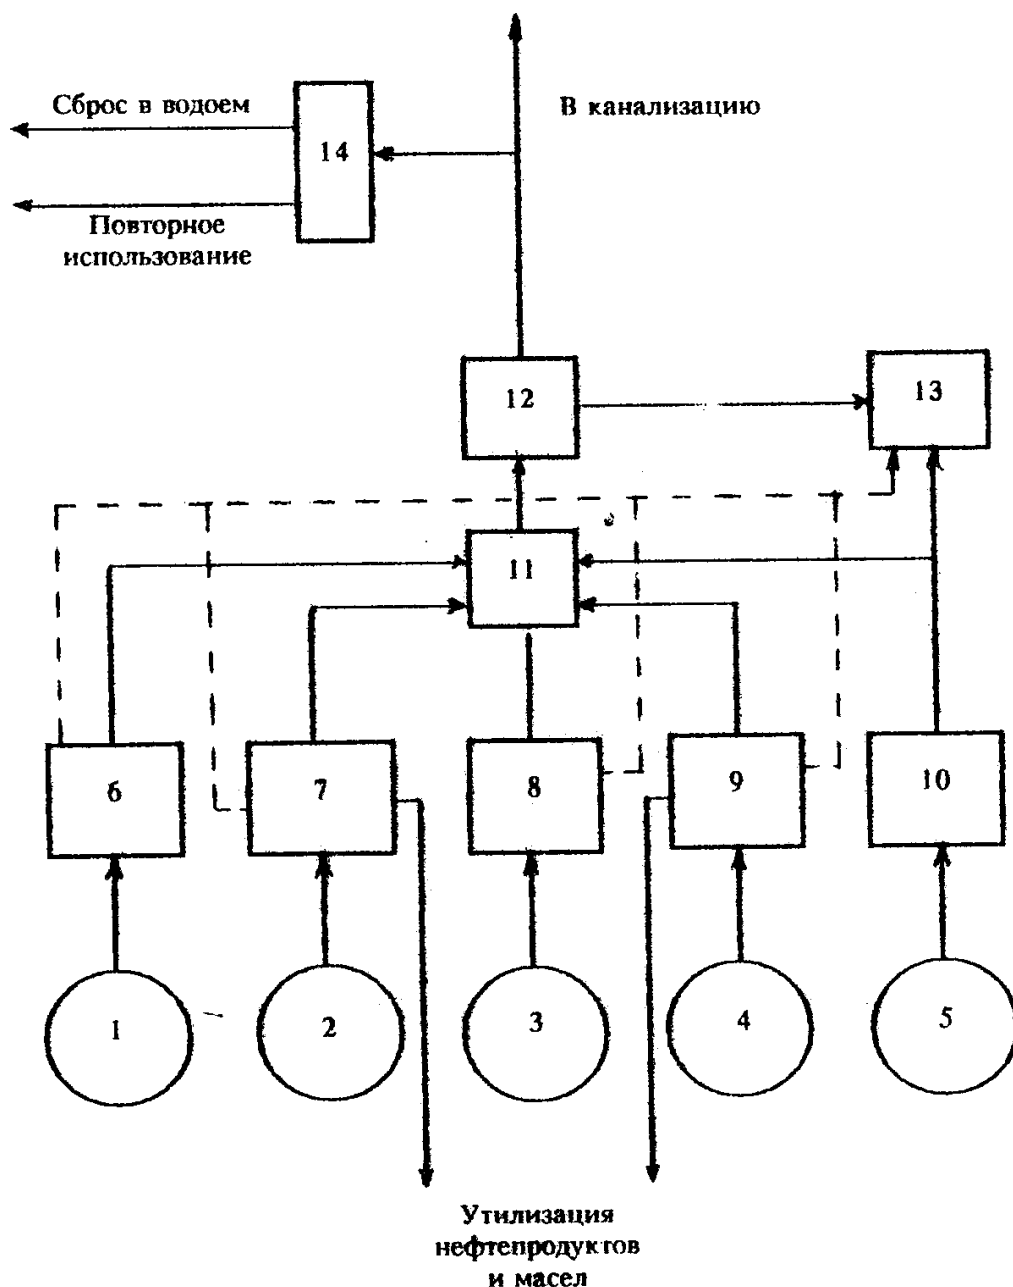 Сброс в водоем
В канализацию
14
Повторное
использование
12
13
11
6
7
8
9
10
1
2
3
4
5
Утилизация
нефтепродуктов
и масел